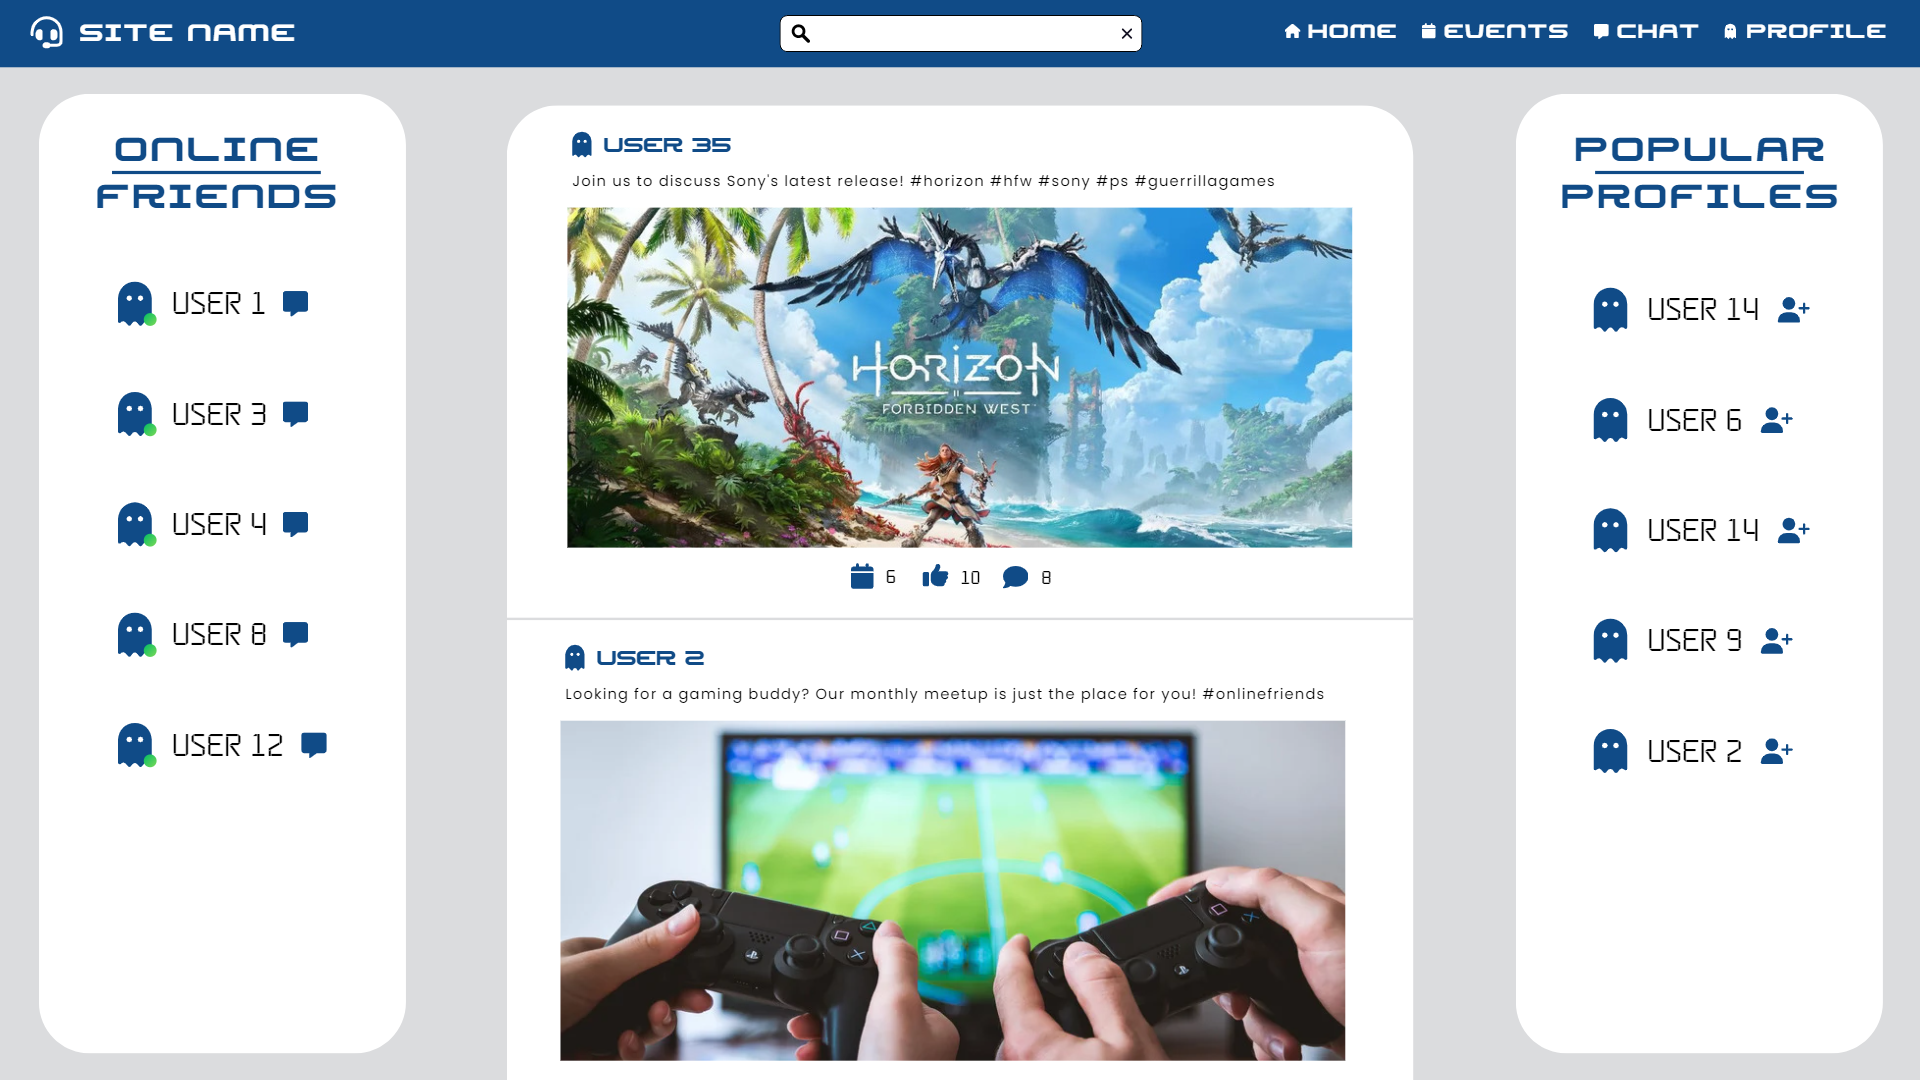 SITE NAME
HOME EVENTS CHAT PROFILE
ONLINE
FRIENDS
USER 1
USER 3
USER 4
USER 8
USER 12
USER 35
Join us to discuss Sony's latest release! #horizon #hfw #sony #ps #guerrillagames
HORIZON
II
FORBIDDEN WEST
6 10 8
USER 2
Looking for a gaming buddy? Our monthly meetup is just the place for you! #onlinefriends
POPULAR
PROFILES
USER 14
USER 6
USER 14
USER 9
USER 2